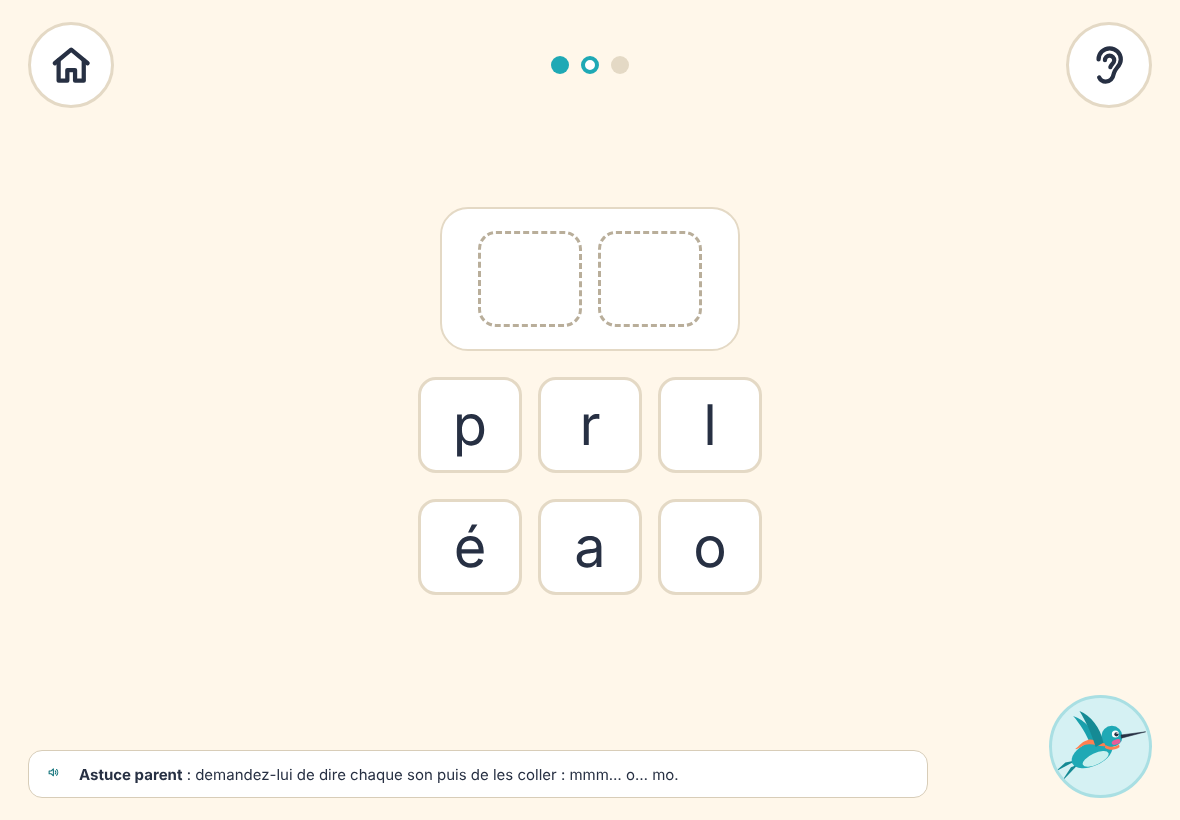 p r l
é a o
Astuce parent : demandez-lui de dire chaque son puis de les coller : mmm... o... mo.